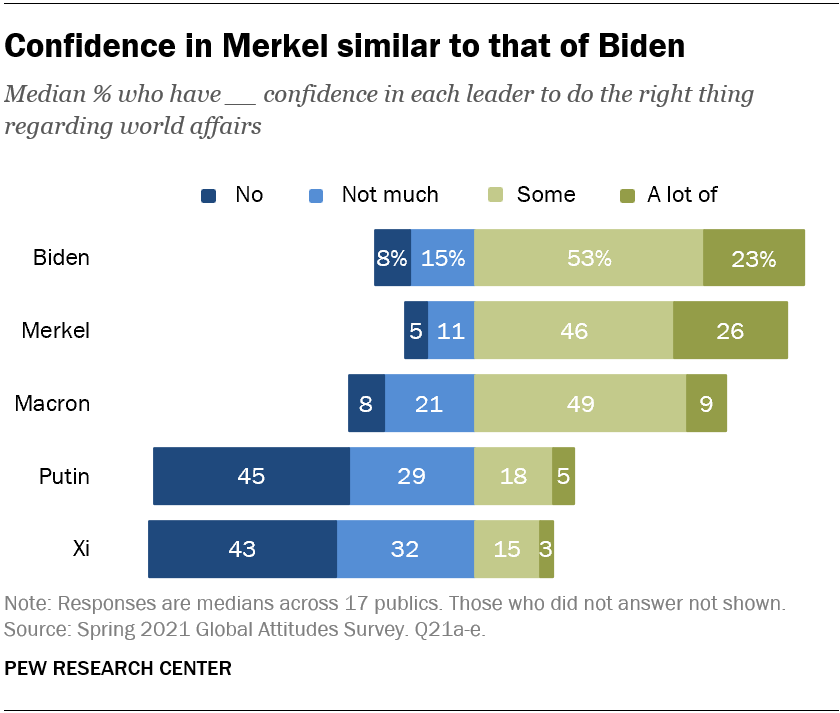 Confidence in Merkel similar to that of Biden
Median % who have __ confidence in each leader to do the right thing
regarding world affairs
No Not much Some A lot of
Biden 8% 15% 53% 23%
Merkel 5 11 46 26
Macron 8 21 49 9
Putin 45 29 18 5
Xi 43 32 15 3
Note: Responses are medians across 17 publics. Those who did not answer not shown.
Source: Spring 2021 Global Attitudes Survey. Q21a-e.
PEW RESEARCH CENTER